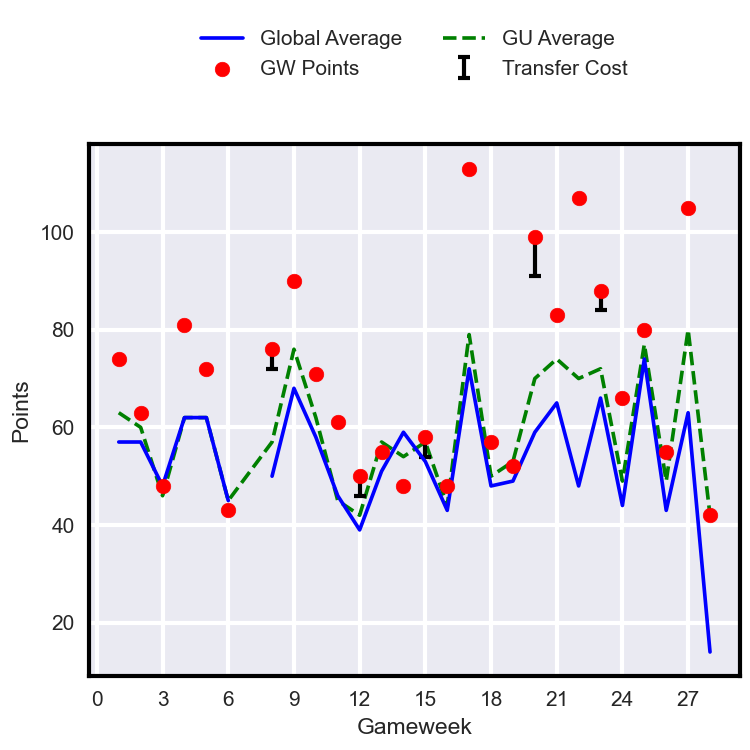 Global Average
GU Average
GW Points
Transfer Cost
100
80
60
40
20
Points
0 3 6 9 12 15 18 21 24 27
Gameweek